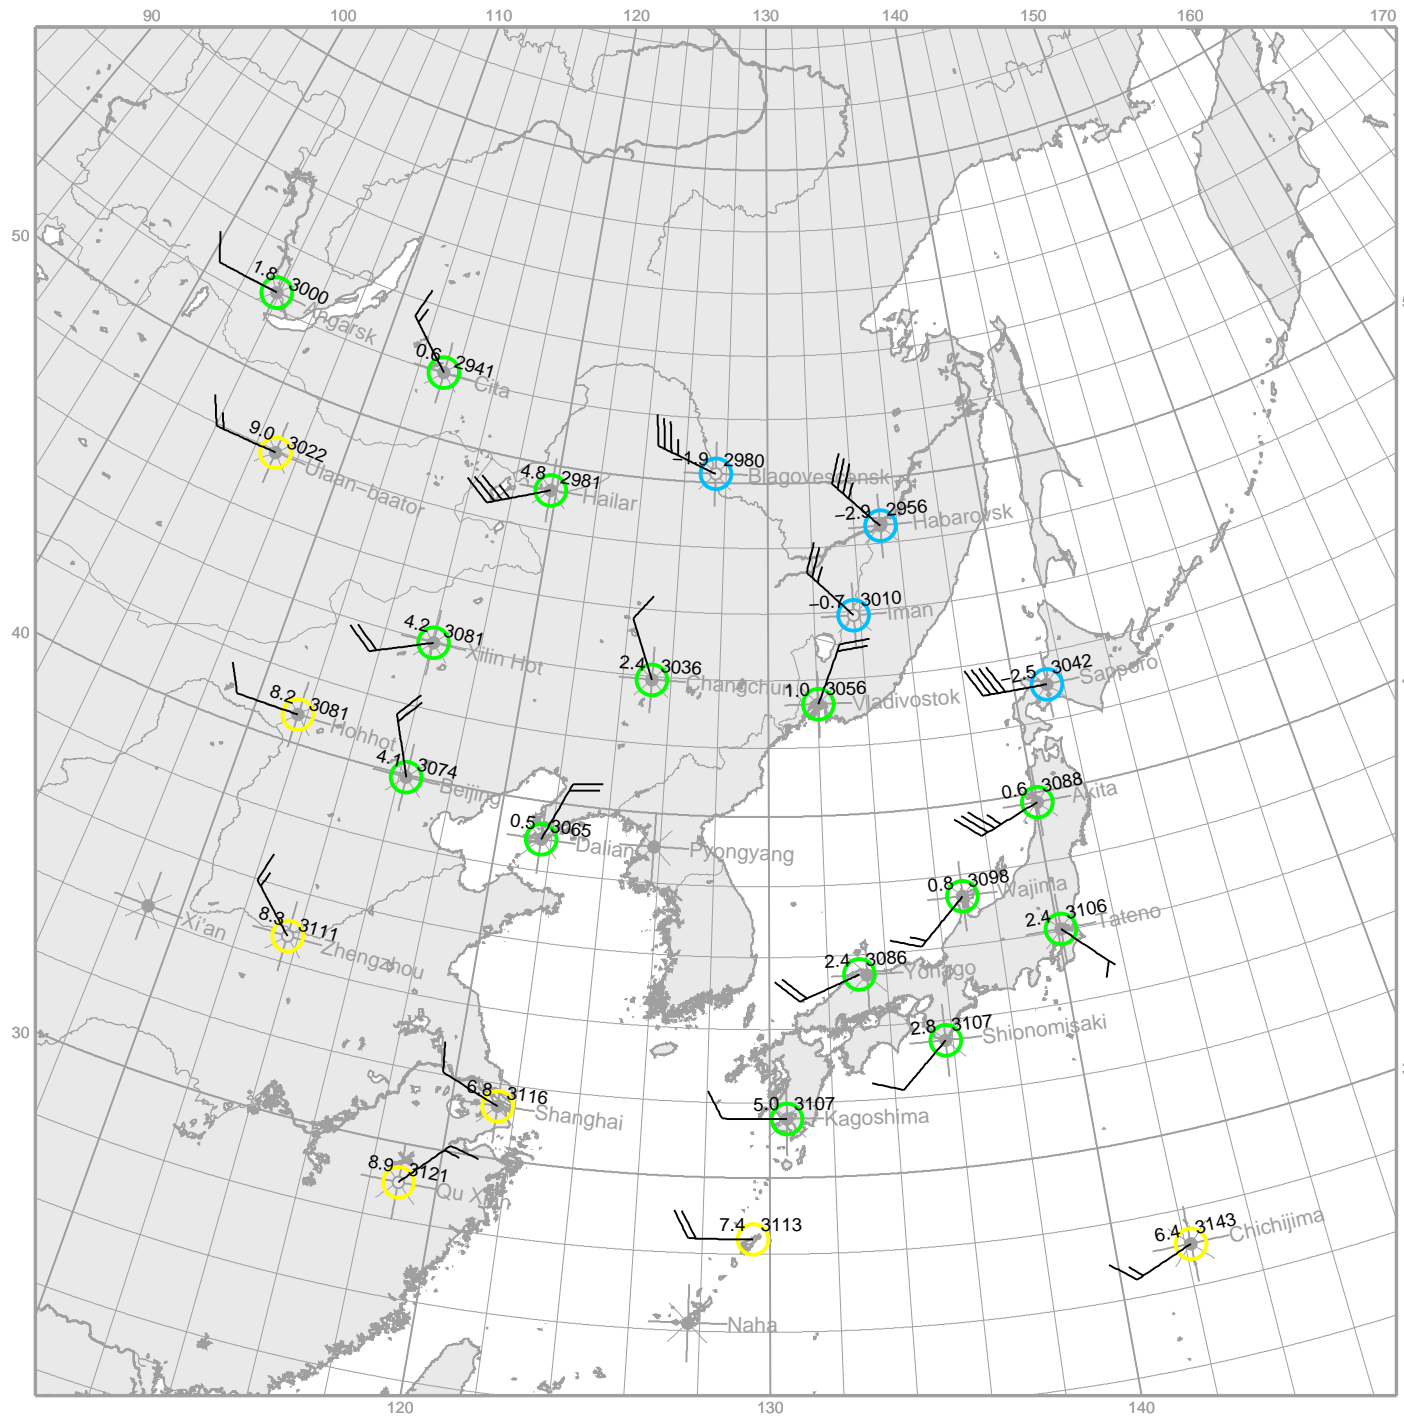 90 100 110 120 130 140 150 160 170
50
1.8 3000
Angarsk
0.6 2941
Cita
9.0 3022
Ulaan-baator
4.8 2981
Hailar
-1.9 2980
-2.9 2956
Habarovsk
-0.7 3010
Iman
40
4.2 3081
Xilin Hot
2.4 3036
Changchun
1.0 3056
Vladivostok
-2.5 3042
Sapporo
8.2 3081
Hohhot
4.1 3074
Beijing
0.5 3065
Dalian
Pyongyang
0.6 3088
Akita
0.8 3098
Wajima
Xi'an
8.3 3111
Zhengzhou
2.4 3106
Tateno
2.4 3086
Yonago
2.8 3107
Shionomisaki
30
6.8 3116
Shanghai
5.0 3107
Kagoshima
8.9 3121
Qu Xian
7.4 3113
6.4 3143
Chichijima
Naha
120 130 140